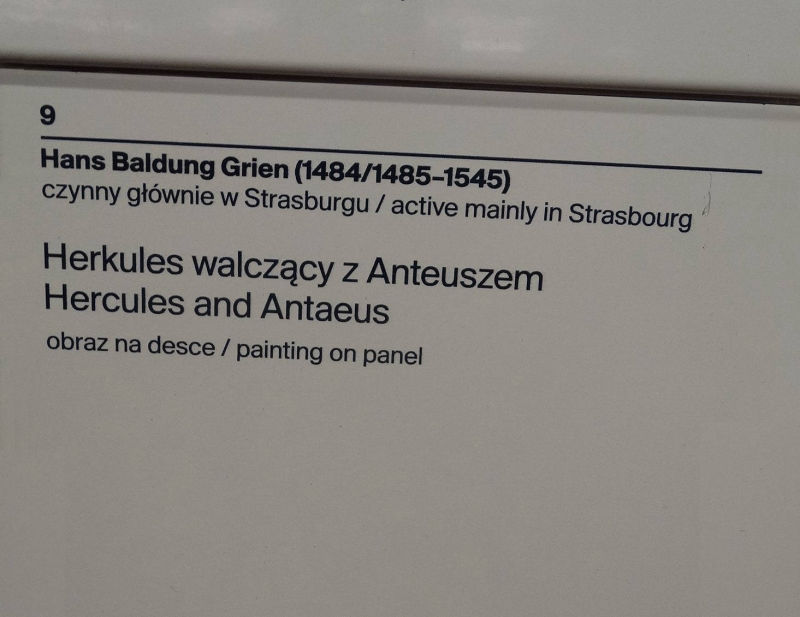 9
Hans Baldung Grien (1484/1485–1545)
czynny głównie w Strasburgu / active mainly in Strasbourg
Herkules walczący z Anteuszem
Hercules and Antaeus
obraz na desce / painting on panel